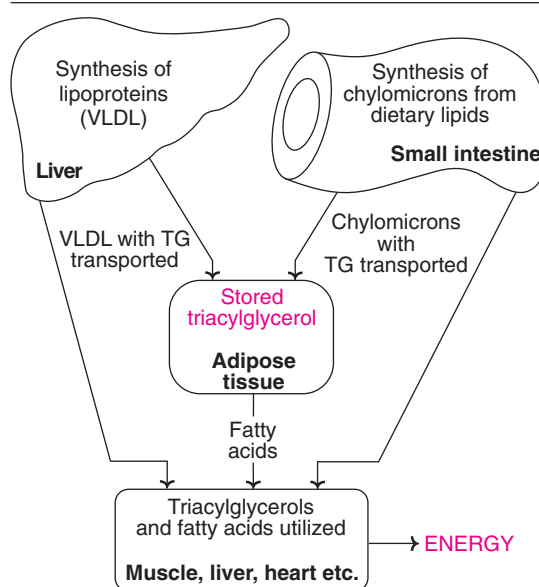 Synthesis of
lipoproteins
(VLDL)
Liver
Synthesis of
chylomicrons from
dietary lipids
Small intestine
VLDL with TG
transported
Chylomicrons
with
TG transported
Stored
triacylglycerol
Adipose
tissue
Fatty
acids
Triacylglycerols
and fatty acids utilized
Muscle, liver, heart etc.
ENERGY